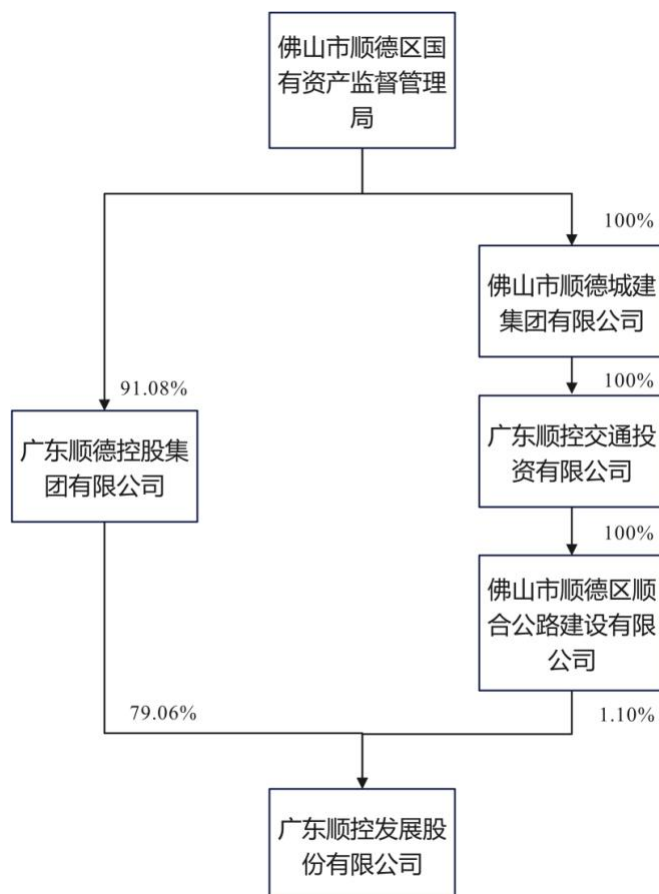 佛山市顺德区国
有资产监督管理
局
100%
佛山市顺德城建
集团有限公司
100%
91.08%
广东顺德控股集
团有限公司
广东顺控交通投
资有限公司
100%
佛山市顺德区顺
合公路建设有限
公司
79.06%
1.10%
广东顺控发展股
份有限公司